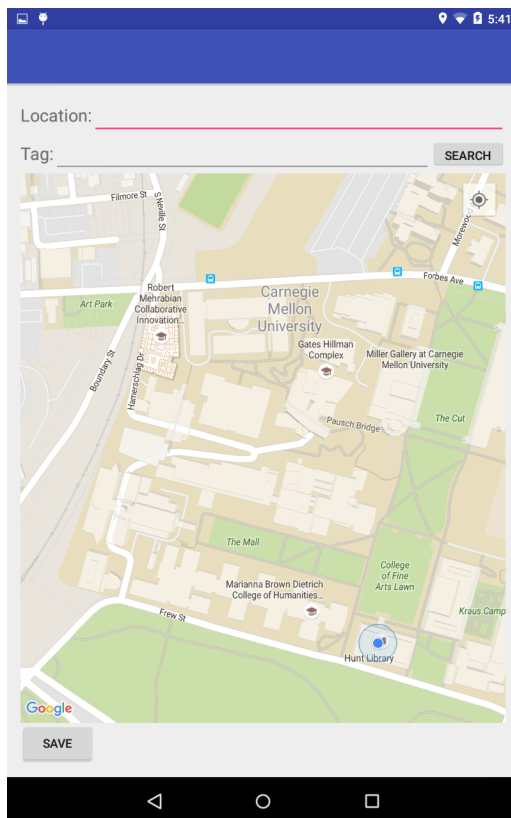 5:41
Location:
Tag:
SEARCH
Filmore St
S Neville St
Morewood
Forbes Ave
Robert
Mehrabian
Collaborative
Innovation...
Carnegie
Mellon
University
Art Park
Gates Hillman
Complex
Miller Gallery at Carnegie
Mellon University
Boundary St
Hamerschlag Dr
The Cut
Pausch Bridge
The Mall
College
of Fine
Arts Lawn
Marianna Brown Dietrich
College of Humanities...
Kraus Camp
Frew St
Hunt Library
Google
SAVE